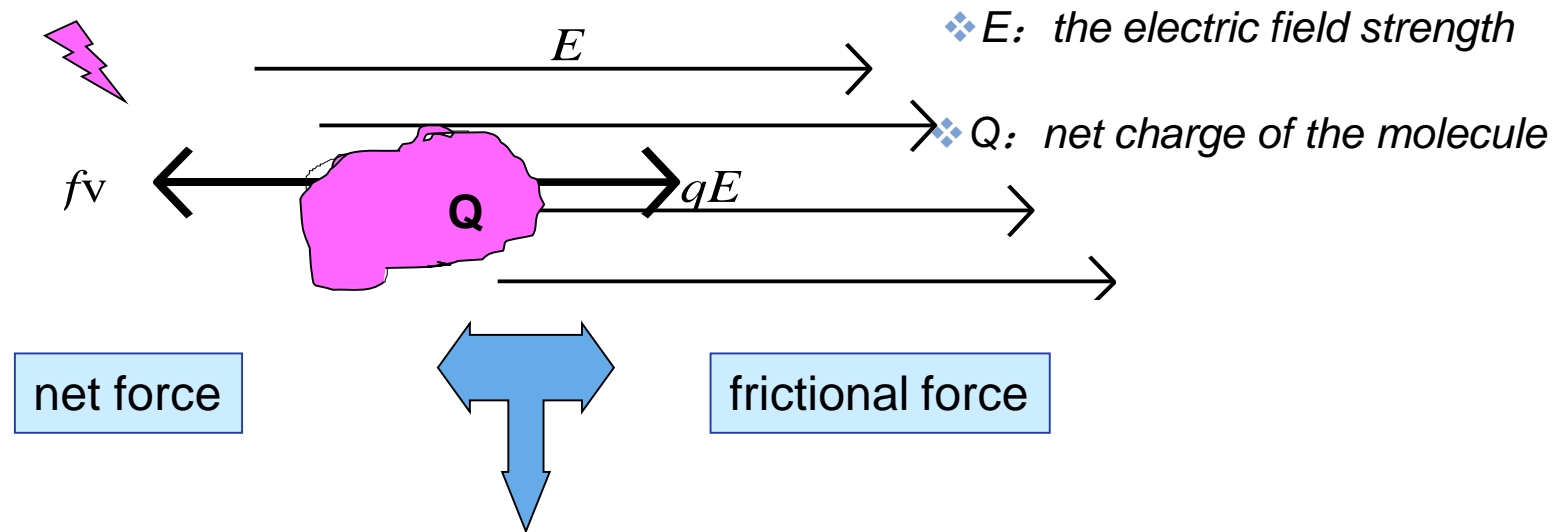 E
E： the electric field strength
Q： net charge of the molecule
fv
Q
qE
net force
frictional force